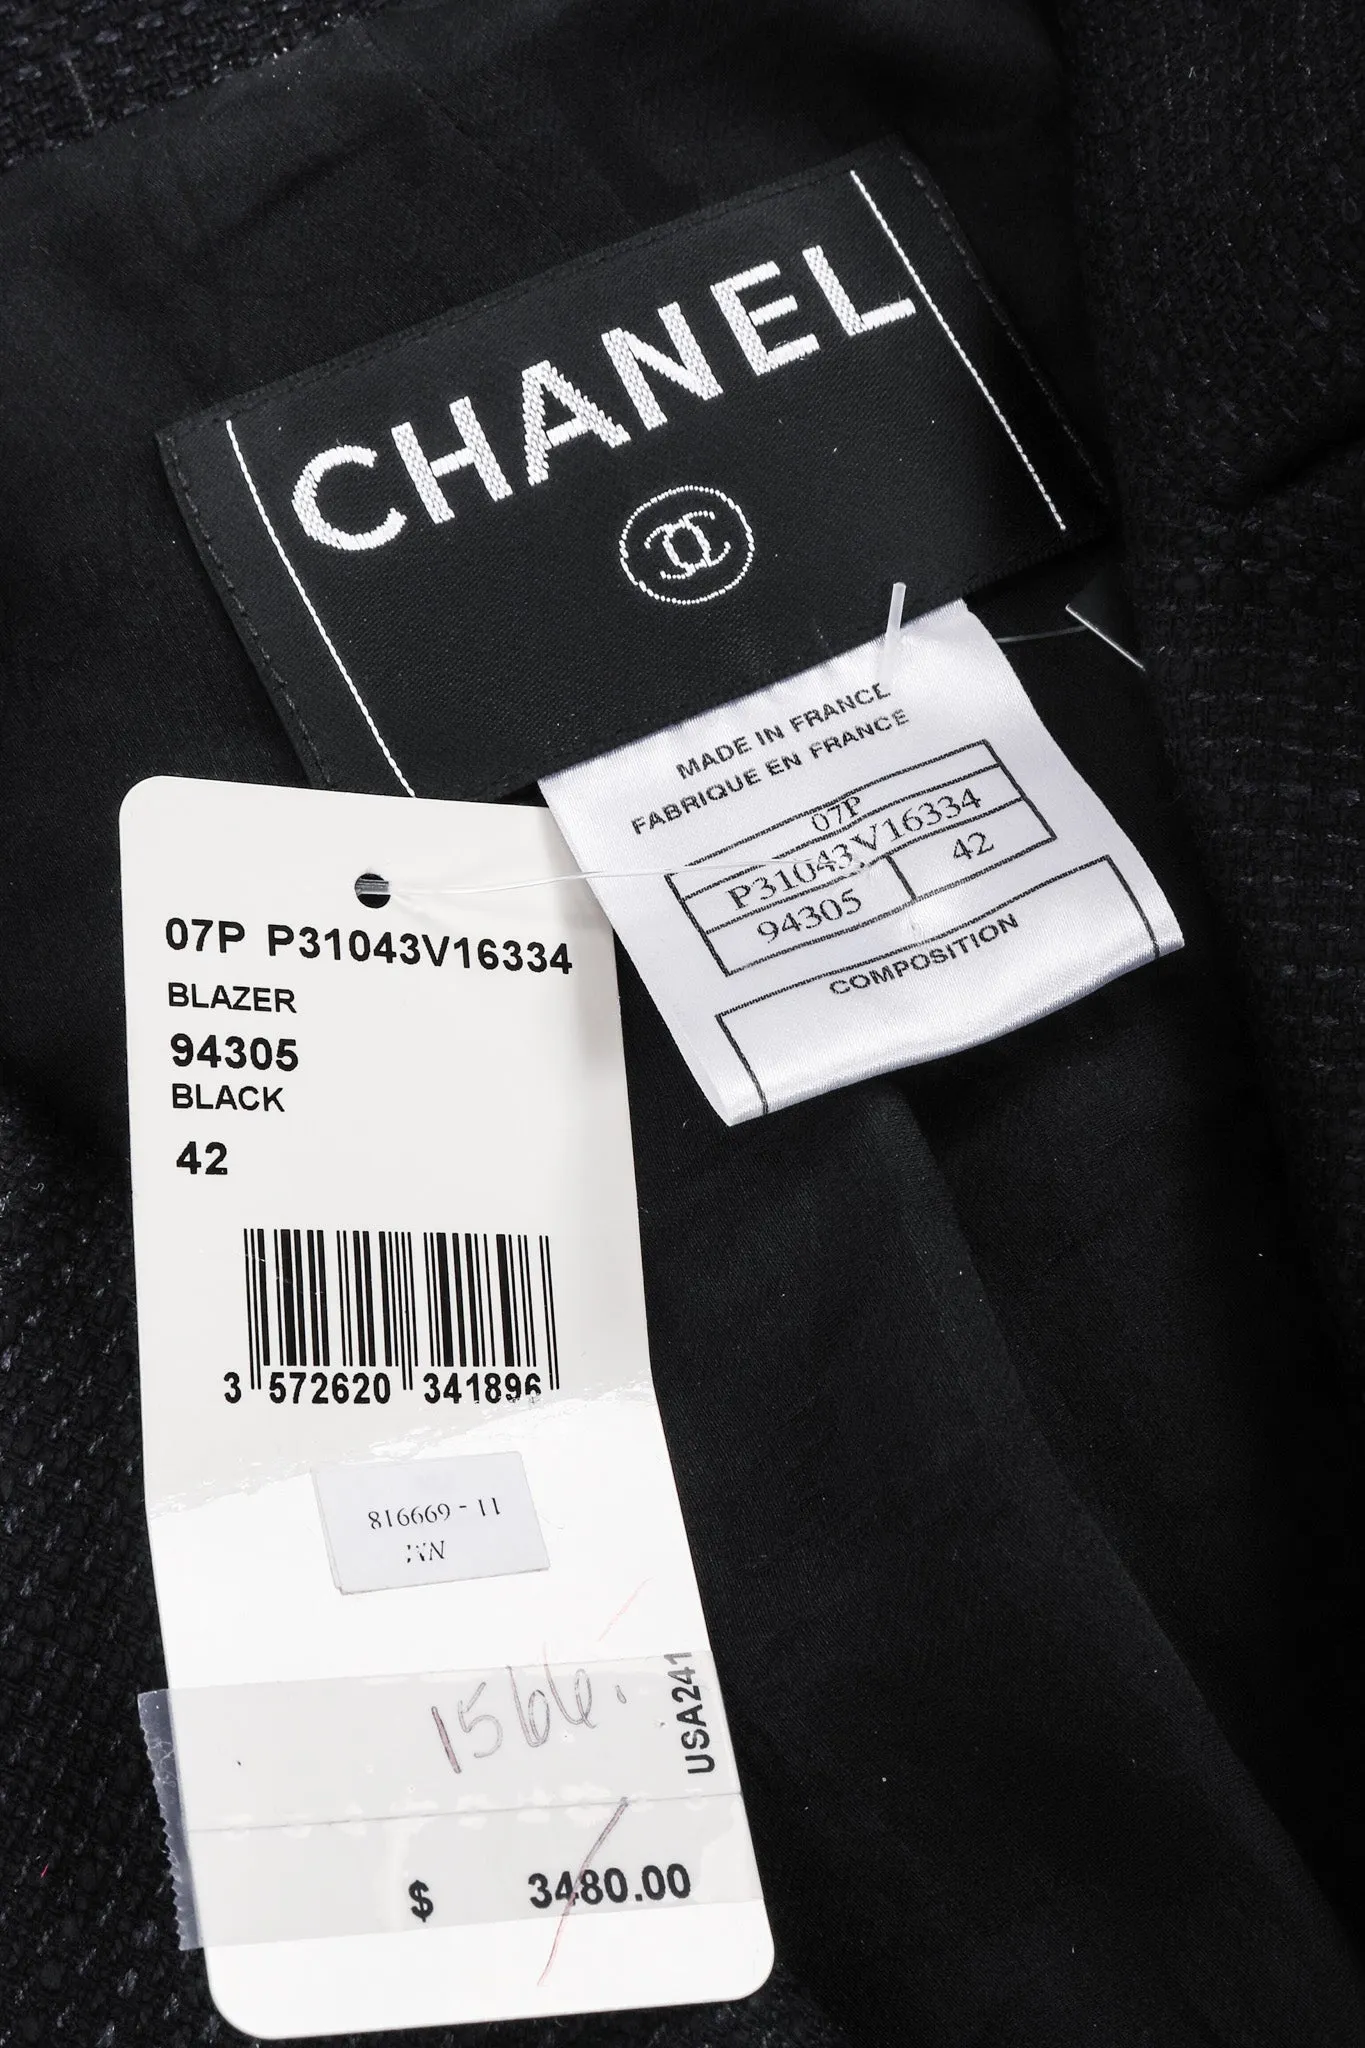 CHANEL
MADE IN FRANCE
FABRIQUE EN FRANCE
07P
P31043V16334
94305 42
COMPOSITION
07P P31043V16334
BLAZER
94305
BLACK
42
3 572620 341896
816669 - 11
NM
1566.
USA241
$ 3480.00